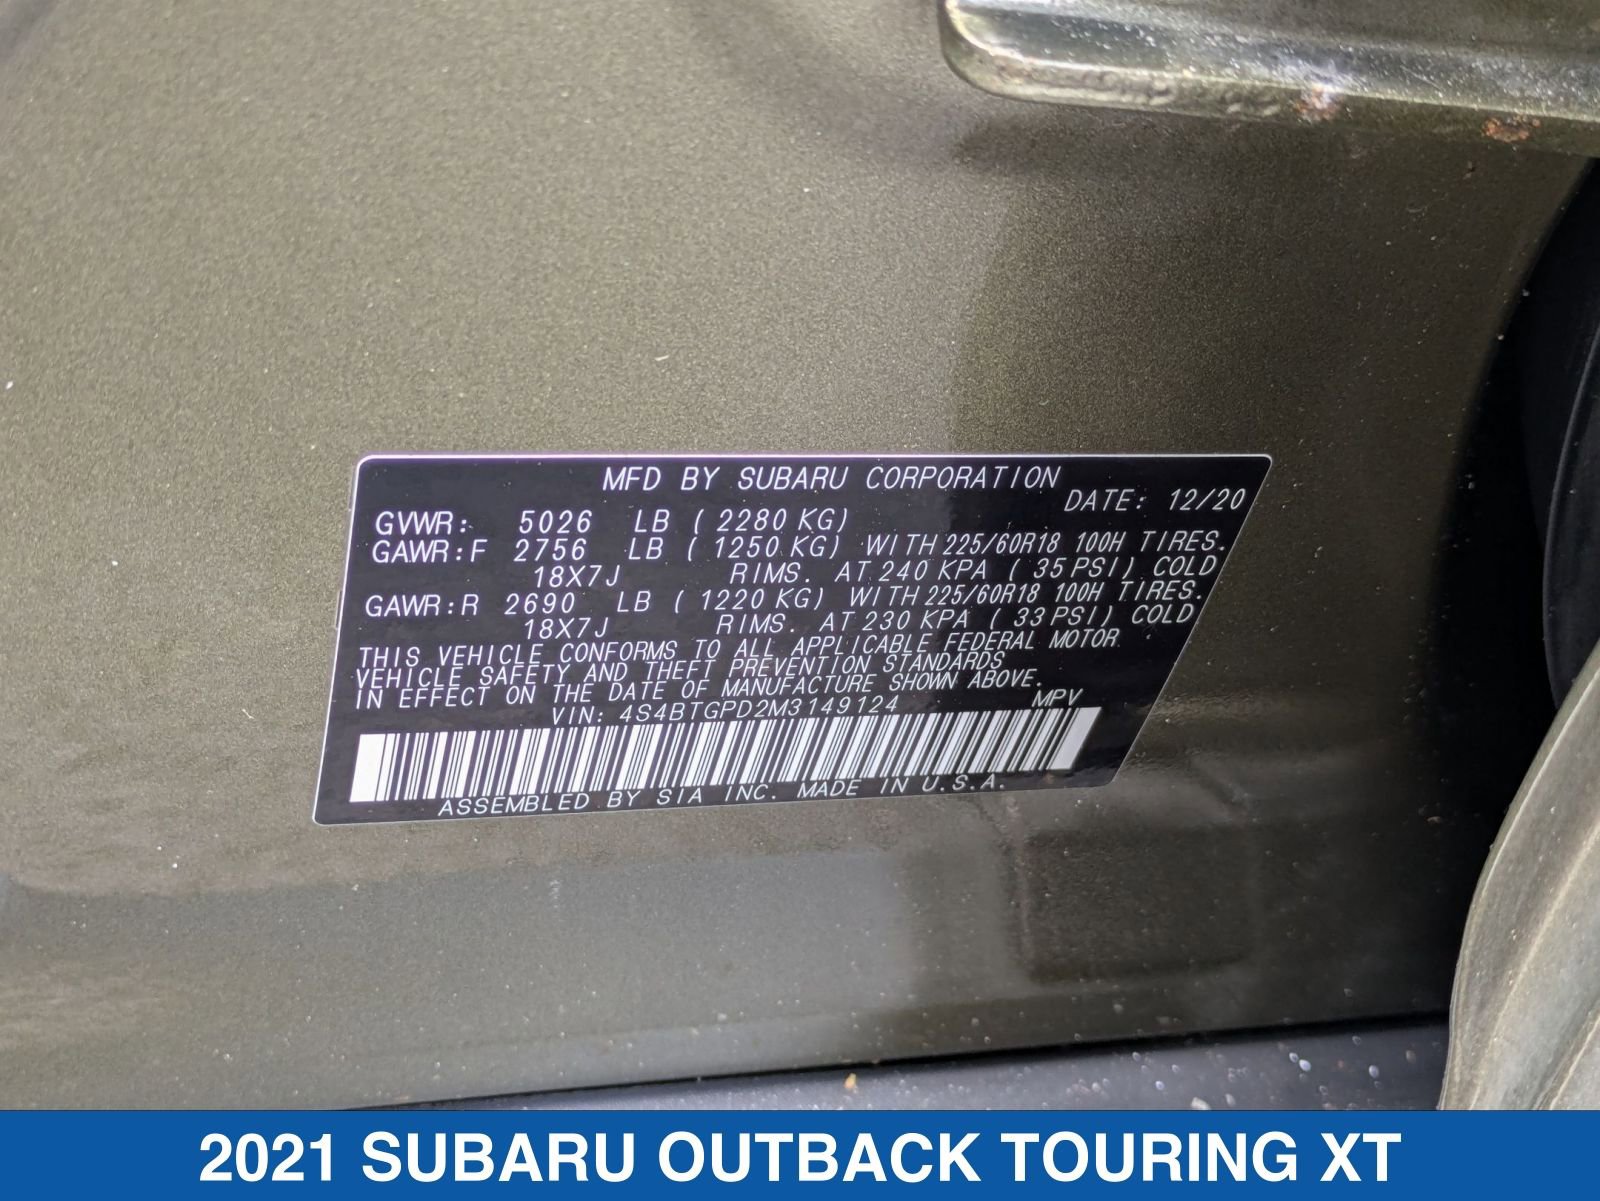 MFD BY SUBARU CORPORATION
DATE: 12/20
GVWR: 5026 LB ( 2280 KG)
GAWR:F 2756 LB ( 1250 KG) WITH 225/60R18 100H TIRES.
18X7J RIMS. AT 240 KPA ( 35 PSI) COLD
GAWR:R 2690 LB ( 1220 KG) WITH 225/60R18 100H TIRES.
18X7J RIMS. AT 230 KPA ( 33 PSI) COLD
THIS VEHICLE CONFORMS TO ALL APPLICABLE FEDERAL MOTOR
VEHICLE SAFETY AND THEFT PREVENTION STANDARDS
IN EFFECT ON THE DATE OF MANUFACTURE SHOWN ABOVE.
VIN: 4S4BTGPD2M3149124 MPV
ASSEMBLED BY SIA INC. MADE IN U.S.A.
2021 SUBARU OUTBACK TOURING XT